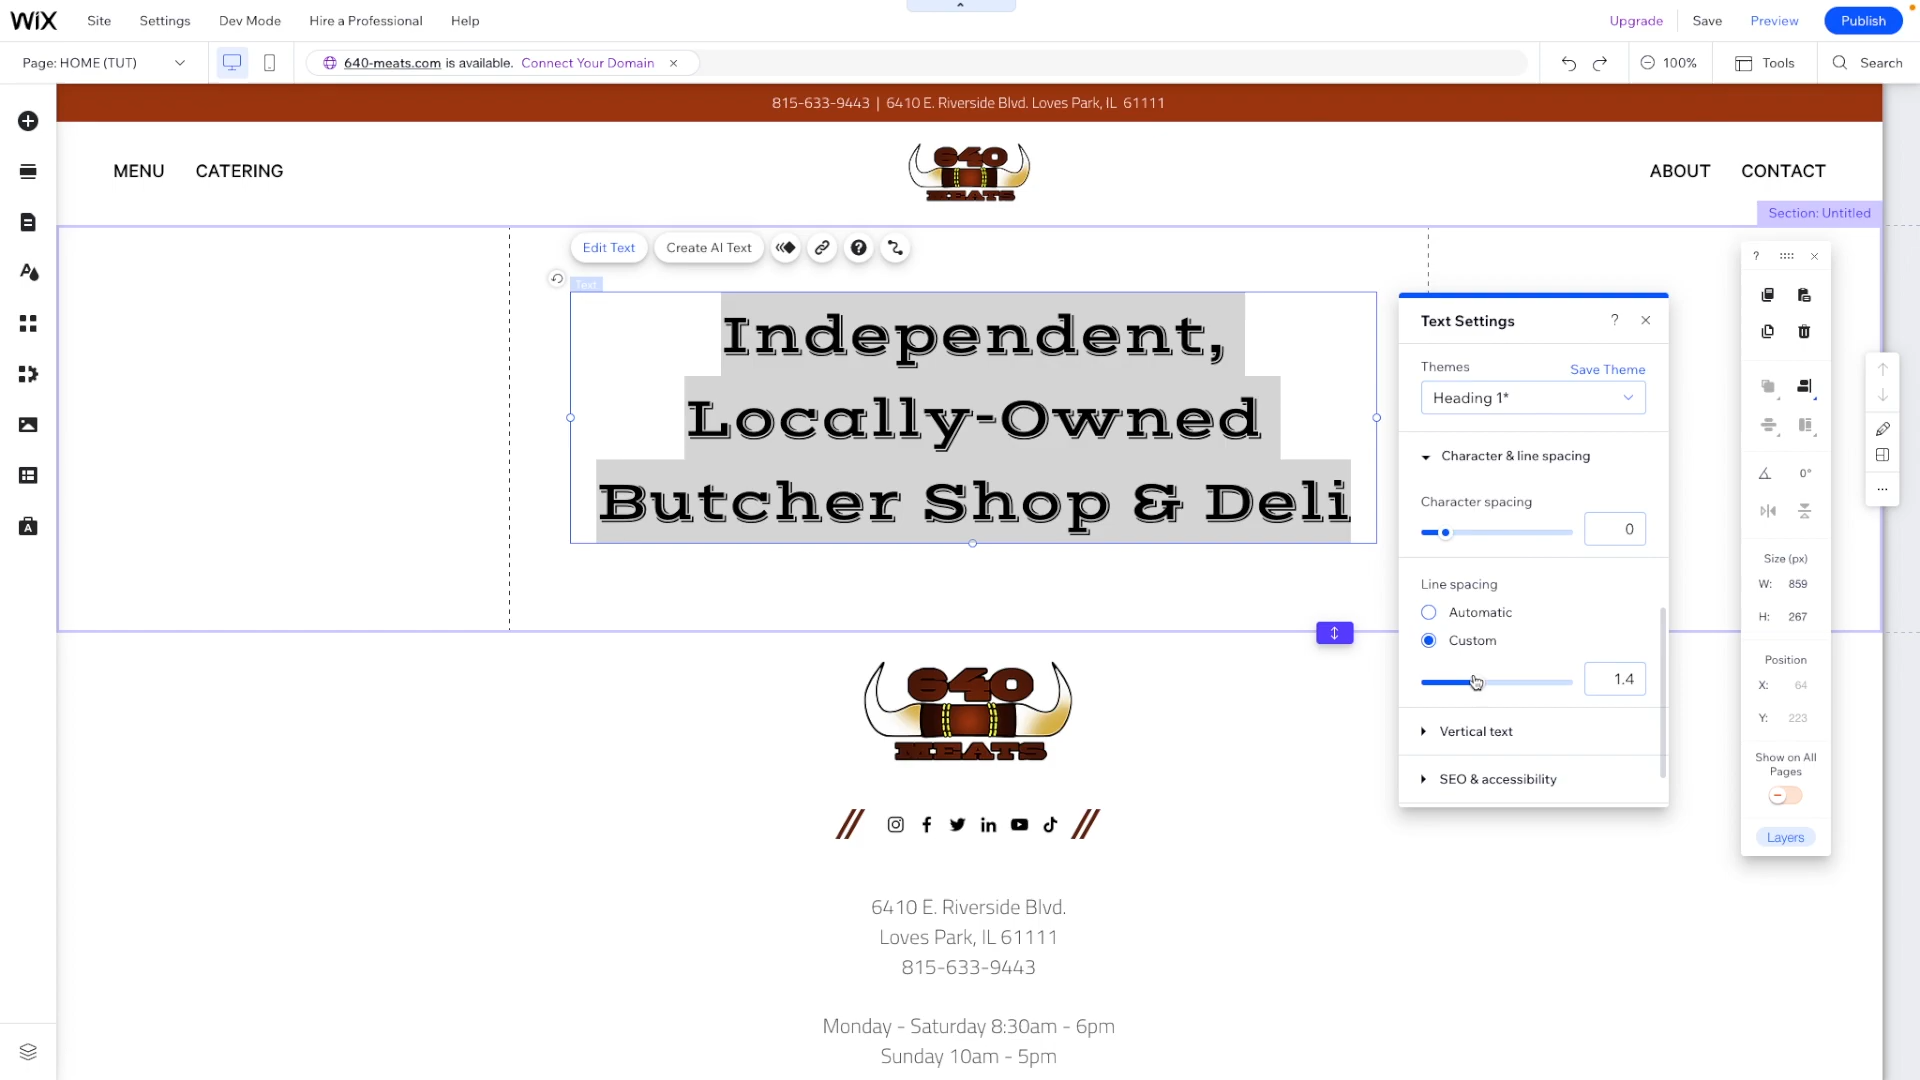 WiX Site Settings Dev Mode Hire a Professional Help Upgrade Save Preview Publish
Page: HOME (TUT) 640-meats.com is available. Connect Your Domain 100% Tools Search
815-633-9443 | 6410 E. Riverside Blvd. Loves Park, IL 61111
MENU CATERING 640 MEATS ABOUT CONTACT
Section: Untitled
Edit Text Create AI Text
Text
Independent,
Locally-Owned
Butcher Shop & Deli
Text Settings ?
Themes Save Theme
Heading 1*
Character & line spacing
Character spacing
0
Line spacing
Automatic
Custom
1.4
Vertical text
SEO & accessibility
?
0°
Size (px)
W: 859
H: 267
Position
X: 64
Y: 223
Show on All
Pages
Layers
640
MEATS
6410 E. Riverside Blvd.
Loves Park, IL 61111
815-633-9443
Monday - Saturday 8:30am - 6pm
Sunday 10am - 5pm